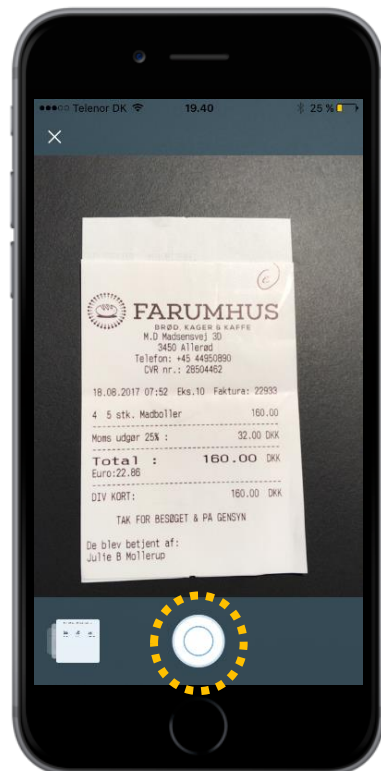 Telenor DK 19.40 25 %
FARUMHUS
BRØD, KAGER & KAFFE
M.D Madsensvej 3D
3450 Allerød
Telefon: +45 44950890
CVR nr.: 28504462
18.08.2017 07:52 Eks.10 Faktura: 22933
4 5 stk. Madboller 160.00
Moms udgør 25% : 32.00 DKK
Total : 160.00 DKK
Euro:22.86
DIV KORT: 160.00 DKK
TAK FOR BESØGET & PÅ GENSYN
De blev betjent af:
Julie B Mollerup